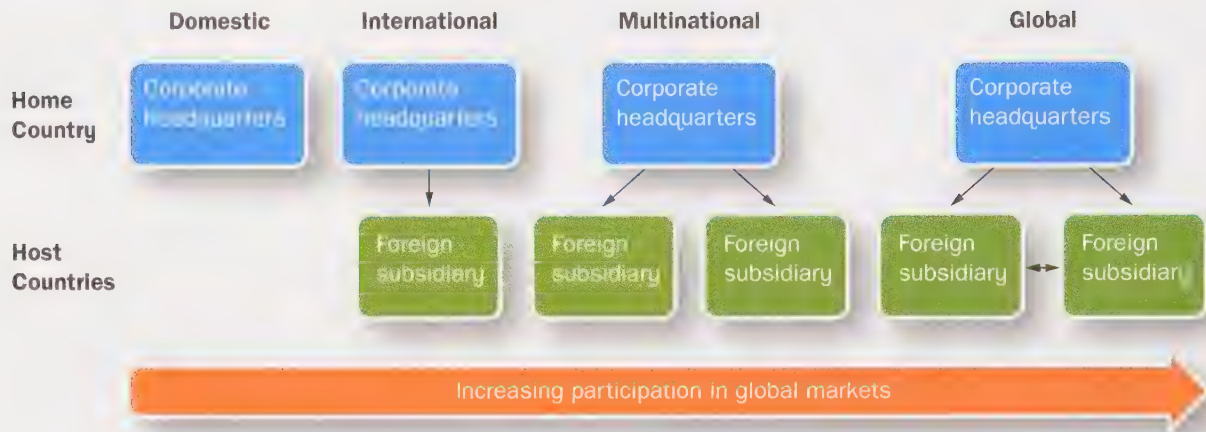 Domestic
International
Multinational
Global
Home
Country
Corporate
headquarters
Corporate
headquarters
Corporate
headquarters
Corporate
headquarters
Host
Countries
Foreign
subsidiary
Foreign
subsidiary
Foreign
subsidiary
Foreign
subsidiary
Foreign
subsidiary
Increasing participation in global markets